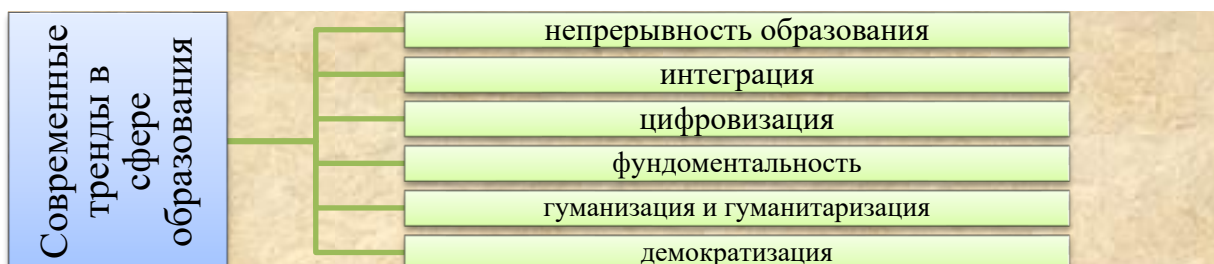 Современные
тренды в
сфере
образования
непрерывность образования
интеграция
цифровизация
фундоментальность
гуманизация и гуманитаризация
демократизация